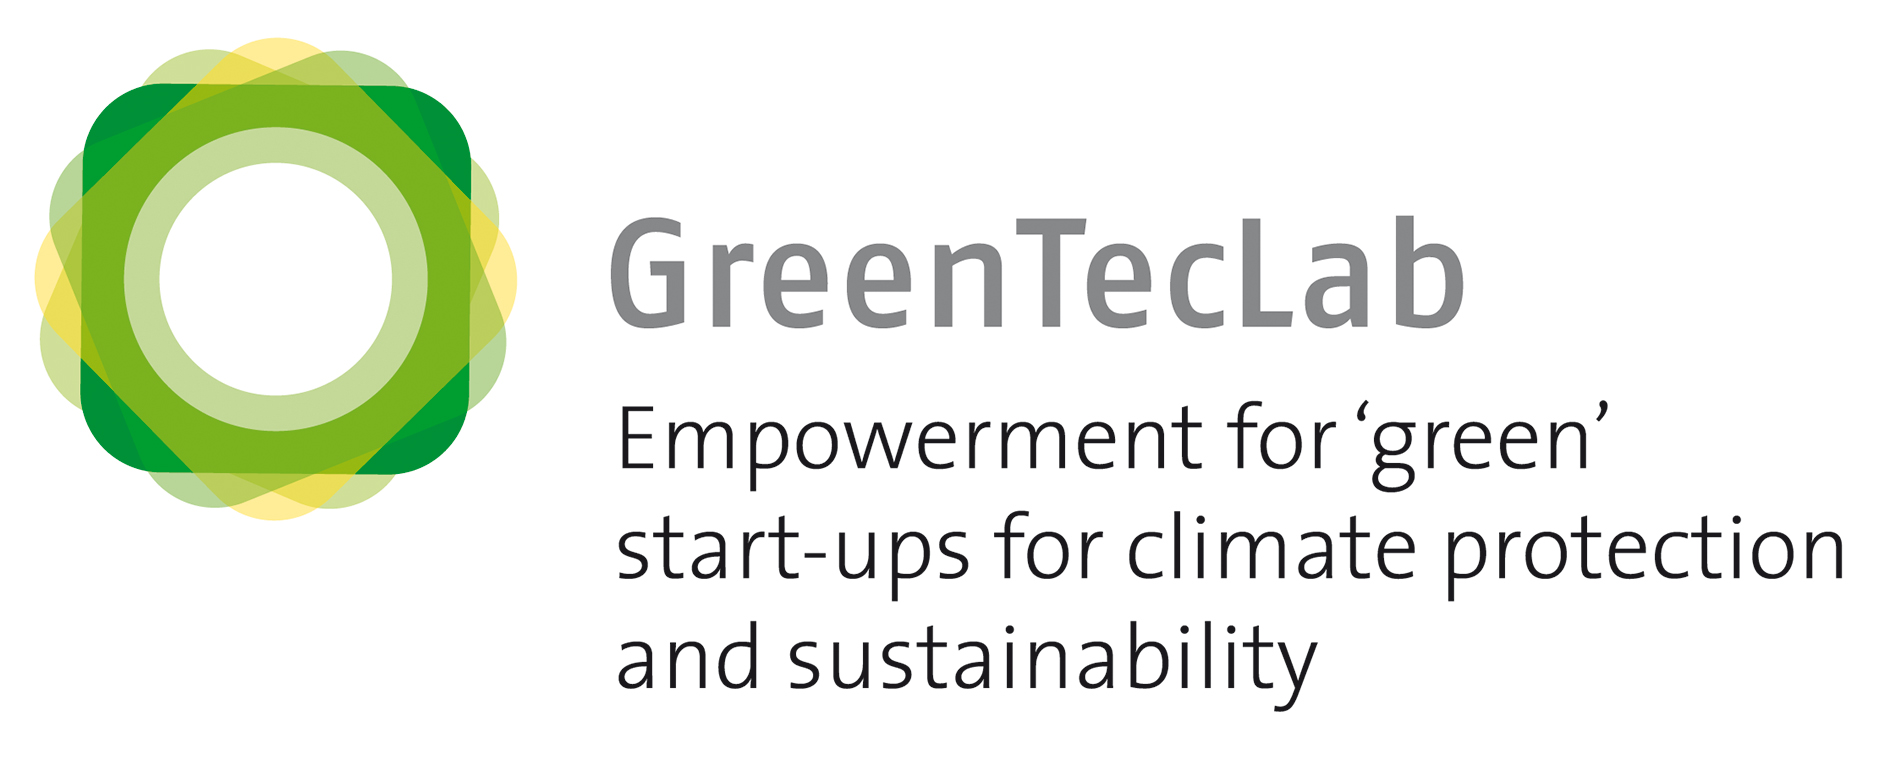 GreenTecLab
Empowerment for ‘green’
start-ups for climate protection
and sustainability